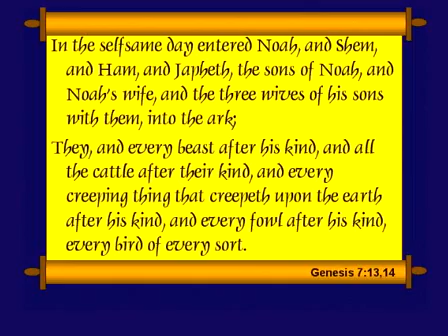 In the selfsame day entered Noah, and Shem,
and Ham, and Japheth, the sons of Noah, and
Noah's wife, and the three wives of his sons
with them, into the ark;
They, and every beast after his kind, and all
the cattle after their kind, and every
creeping thing that creepeth upon the earth
after his kind, and every fowl after his kind,
every bird of every sort.
Genesis 7:13,14